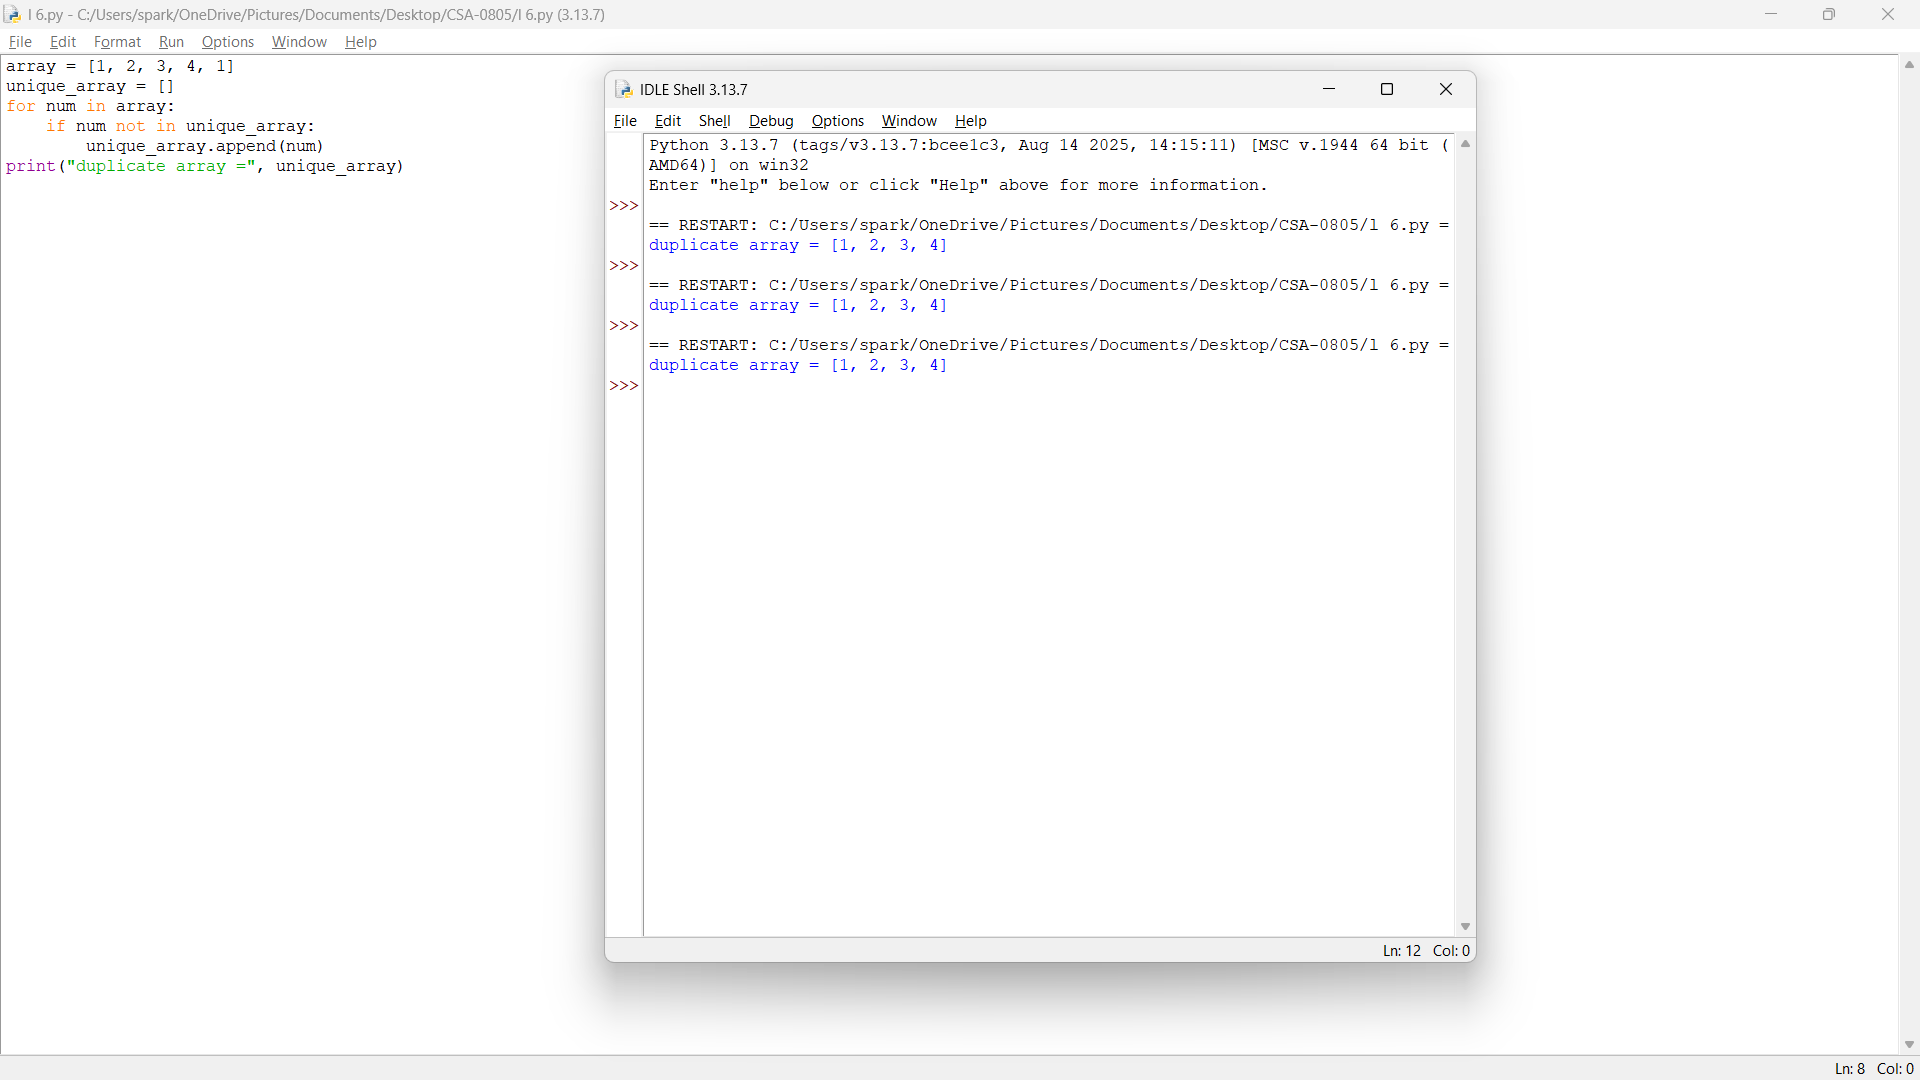 l 6.py - C:/Users/spark/OneDrive/Pictures/Documents/Desktop/CSA-0805/l 6.py (3.13.7)
File Edit Format Run Options Window Help
array = [1, 2, 3, 4, 1]
unique_array = []
for num in array:
    if num not in unique_array:
        unique_array.append(num)
print("duplicate array =", unique_array)
IDLE Shell 3.13.7
File Edit Shell Debug Options Window Help
Python 3.13.7 (tags/v3.13.7:bcee1c3, Aug 14 2025, 14:15:11) [MSC v.1944 64 bit (
AMD64)] on win32
Enter "help" below or click "Help" above for more information.
>>>
== RESTART: C:/Users/spark/OneDrive/Pictures/Documents/Desktop/CSA-0805/l 6.py =
duplicate array = [1, 2, 3, 4]
>>>
== RESTART: C:/Users/spark/OneDrive/Pictures/Documents/Desktop/CSA-0805/l 6.py =
duplicate array = [1, 2, 3, 4]
>>>
== RESTART: C:/Users/spark/OneDrive/Pictures/Documents/Desktop/CSA-0805/l 6.py =
duplicate array = [1, 2, 3, 4]
>>>
Ln: 12 Col: 0
Ln: 8 Col: 0